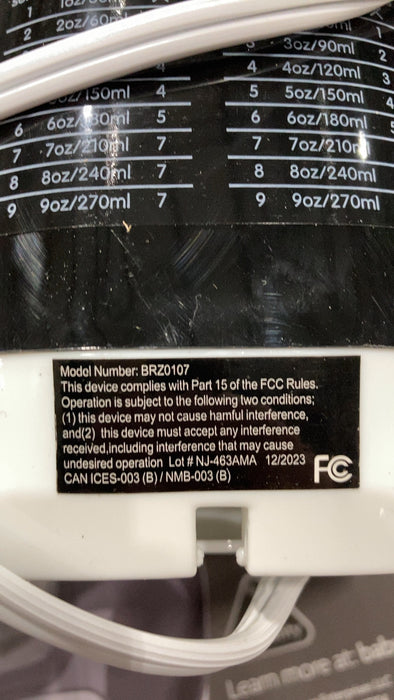 1
2 2oz/60ml
3oz/90ml 2
4 4oz/120ml 3
/150ml 4 5 5oz/150ml 4
6 6oz/180ml 5 6 6oz/180ml
7 7oz/210ml 7 7 7oz/210ml
8 8oz/240ml 7 8 8oz/240ml
9 9oz/270ml 7 9 9oz/270ml
Model Number: BRZ0107
This device complies with Part 15 of the FCC Rules.
Operation is subject to the following two conditions;
(1) this device may not cause harmful interference,
and(2) this device must accept any interference
received,including interference that may cause
undesired operation Lot # NJ-463AMA 12/2023
CAN ICES-003 (B) / NMB-003 (B)
FC
Learn more at bab